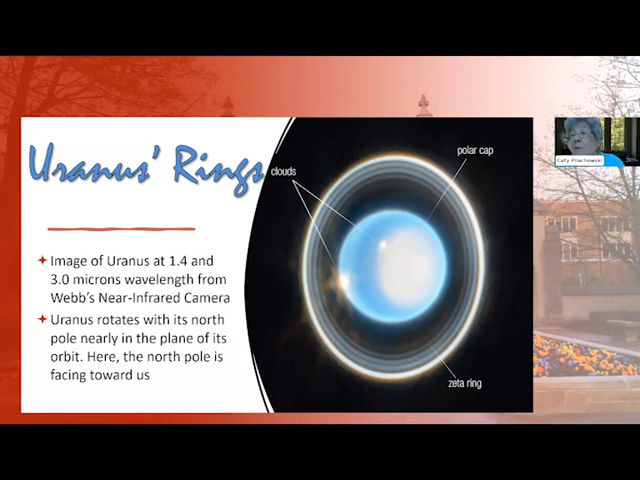 Uranus' Rings
Image of Uranus at 1.4 and
3.0 microns wavelength from
Webb's Near-Infrared Camera
Uranus rotates with its north
pole nearly in the plane of its
orbit. Here, the north pole is
facing toward us
clouds
polar cap
zeta ring
Caty Pilachowski